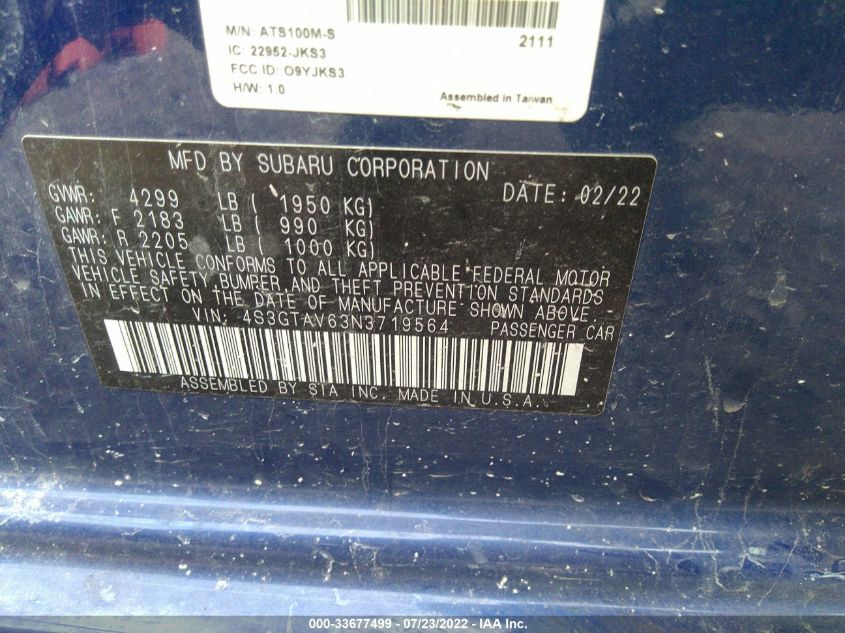 M/N: ATS100M-S
IC: 22952-JKS3
FCC ID: O9YJKS3
H/W: 1.0
2111
Assembled in Taiwan
MFD BY SUBARU CORPORATION
DATE: 02/22
GVWR: 4299 LB ( 1950 KG)
GAWR: F 2183 LB ( 990 KG)
GAWR: R 2205 LB ( 1000 KG)
THIS VEHICLE CONFORMS TO ALL APPLICABLE FEDERAL MOTOR
VEHICLE SAFETY, BUMPER AND THEFT PREVENTION STANDARDS
IN EFFECT ON THE DATE OF MANUFACTURE SHOWN ABOVE.
VIN: 4S3GTAV63N3719564 PASSENGER CAR
ASSEMBLED BY SIA INC. MADE IN U.S.A.
000-33677499 - 07/23/2022 - IAA Inc.